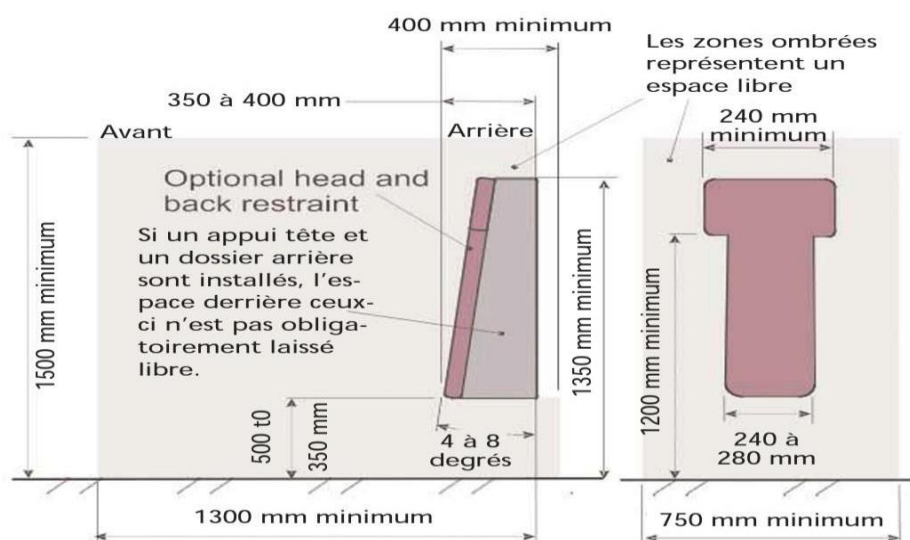 400 mm minimum
Les zones ombrées
représentent un
espace libre
350 à 400 mm
240 mm
minimum
Avant
Arrière
Optional head and
back restraint
Si un appui tête et
un dossier arrière
sont installés, l'es-
pace derrière ceux-
ci n'est pas obliga-
toirement laissé
libre.
1500 mm minimum
1350 mm minimum
1200 mm minimum
500 t0
350 mm
4 à 8
degrés
240 à
280 mm
1300 mm minimum
750 mm minimum